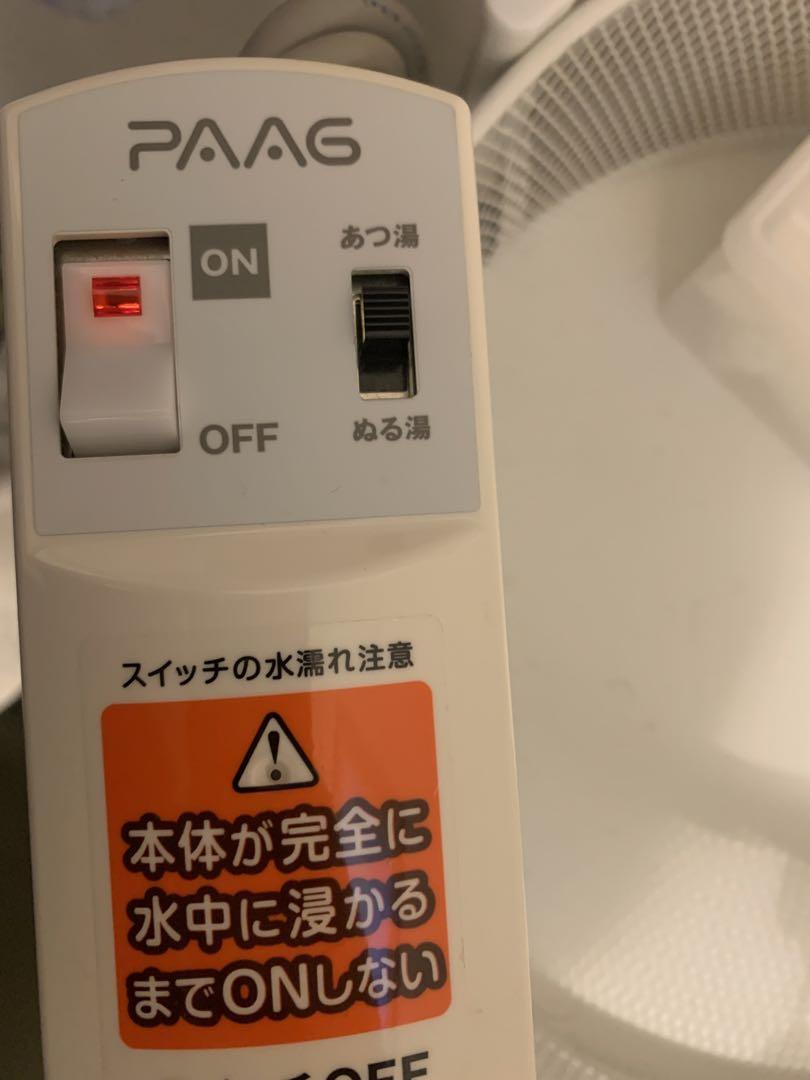 PAAG
ON
あつ湯
OFF
ぬる湯
スイッチの水濡れ注意
本体が完全に
水中に浸かる
までONしない
OFF